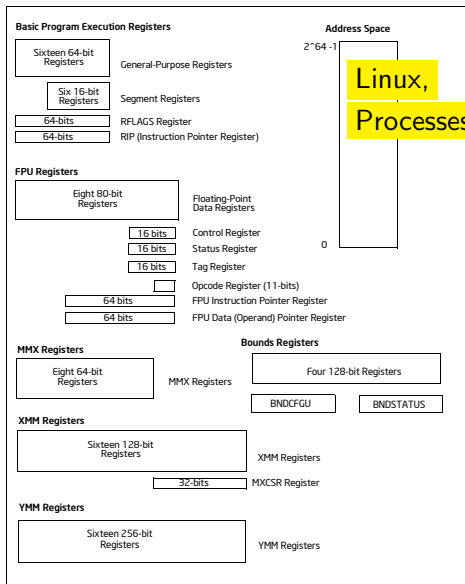 Basic Program Execution Registers
Address Space
2^64 -1
Sixteen 64-bit
Registers
General-Purpose Registers
Linux,
Processes
Six 16-bit
Registers
Segment Registers
64-bits
RFLAGS Register
64-bits
RIP (Instruction Pointer Register)
FPU Registers
Eight 80-bit
Registers
Floating-Point
Data Registers
16 bits
Control Register
0
16 bits
Status Register
16 bits
Tag Register
Opcode Register (11-bits)
64 bits
FPU Instruction Pointer Register
64 bits
FPU Data (Operand) Pointer Register
MMX Registers
Bounds Registers
Eight 64-bit
Registers
MMX Registers
Four 128-bit Registers
BNDCFGU
BNDSTATUS
XMM Registers
Sixteen 128-bit
Registers
XMM Registers
32-bits
MXCSR Register
YMM Registers
Sixteen 256-bit
Registers
YMM Registers